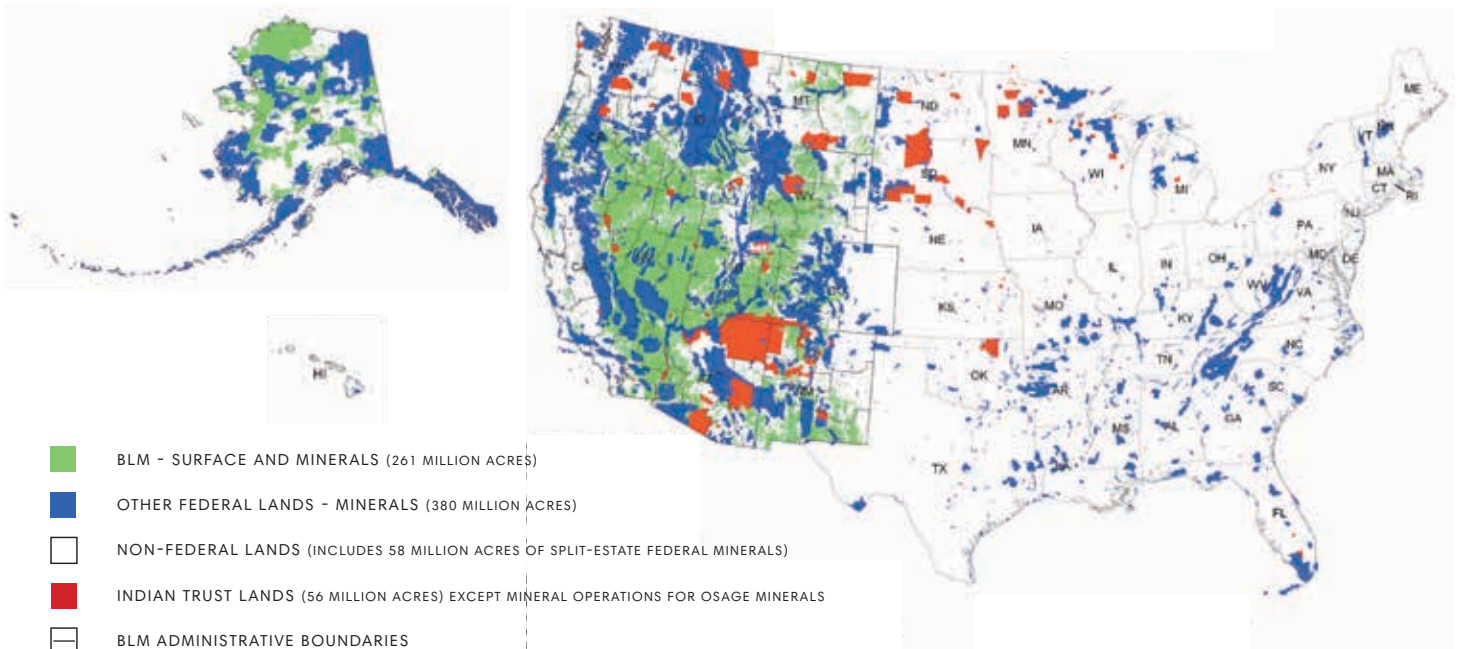 ME
MT
ND
VT
NH
MN
NY
MA
SD
WI
MI
CT
RI
WY
PA
NJ
NE
IA
OH
MD
DE
IL
IN
WV
VA
CA
KS
MO
KY
NC
TN
OK
AR
SC
HI
NM
MS
AL
GA
TX
LA
FL
BLM - SURFACE AND MINERALS (261 MILLION ACRES)
OTHER FEDERAL LANDS - MINERALS (380 MILLION ACRES)
NON-FEDERAL LANDS (INCLUDES 58 MILLION ACRES OF SPLIT-ESTATE FEDERAL MINERALS)
INDIAN TRUST LANDS (56 MILLION ACRES) EXCEPT MINERAL OPERATIONS FOR OSAGE MINERALS
BLM ADMINISTRATIVE BOUNDARIES